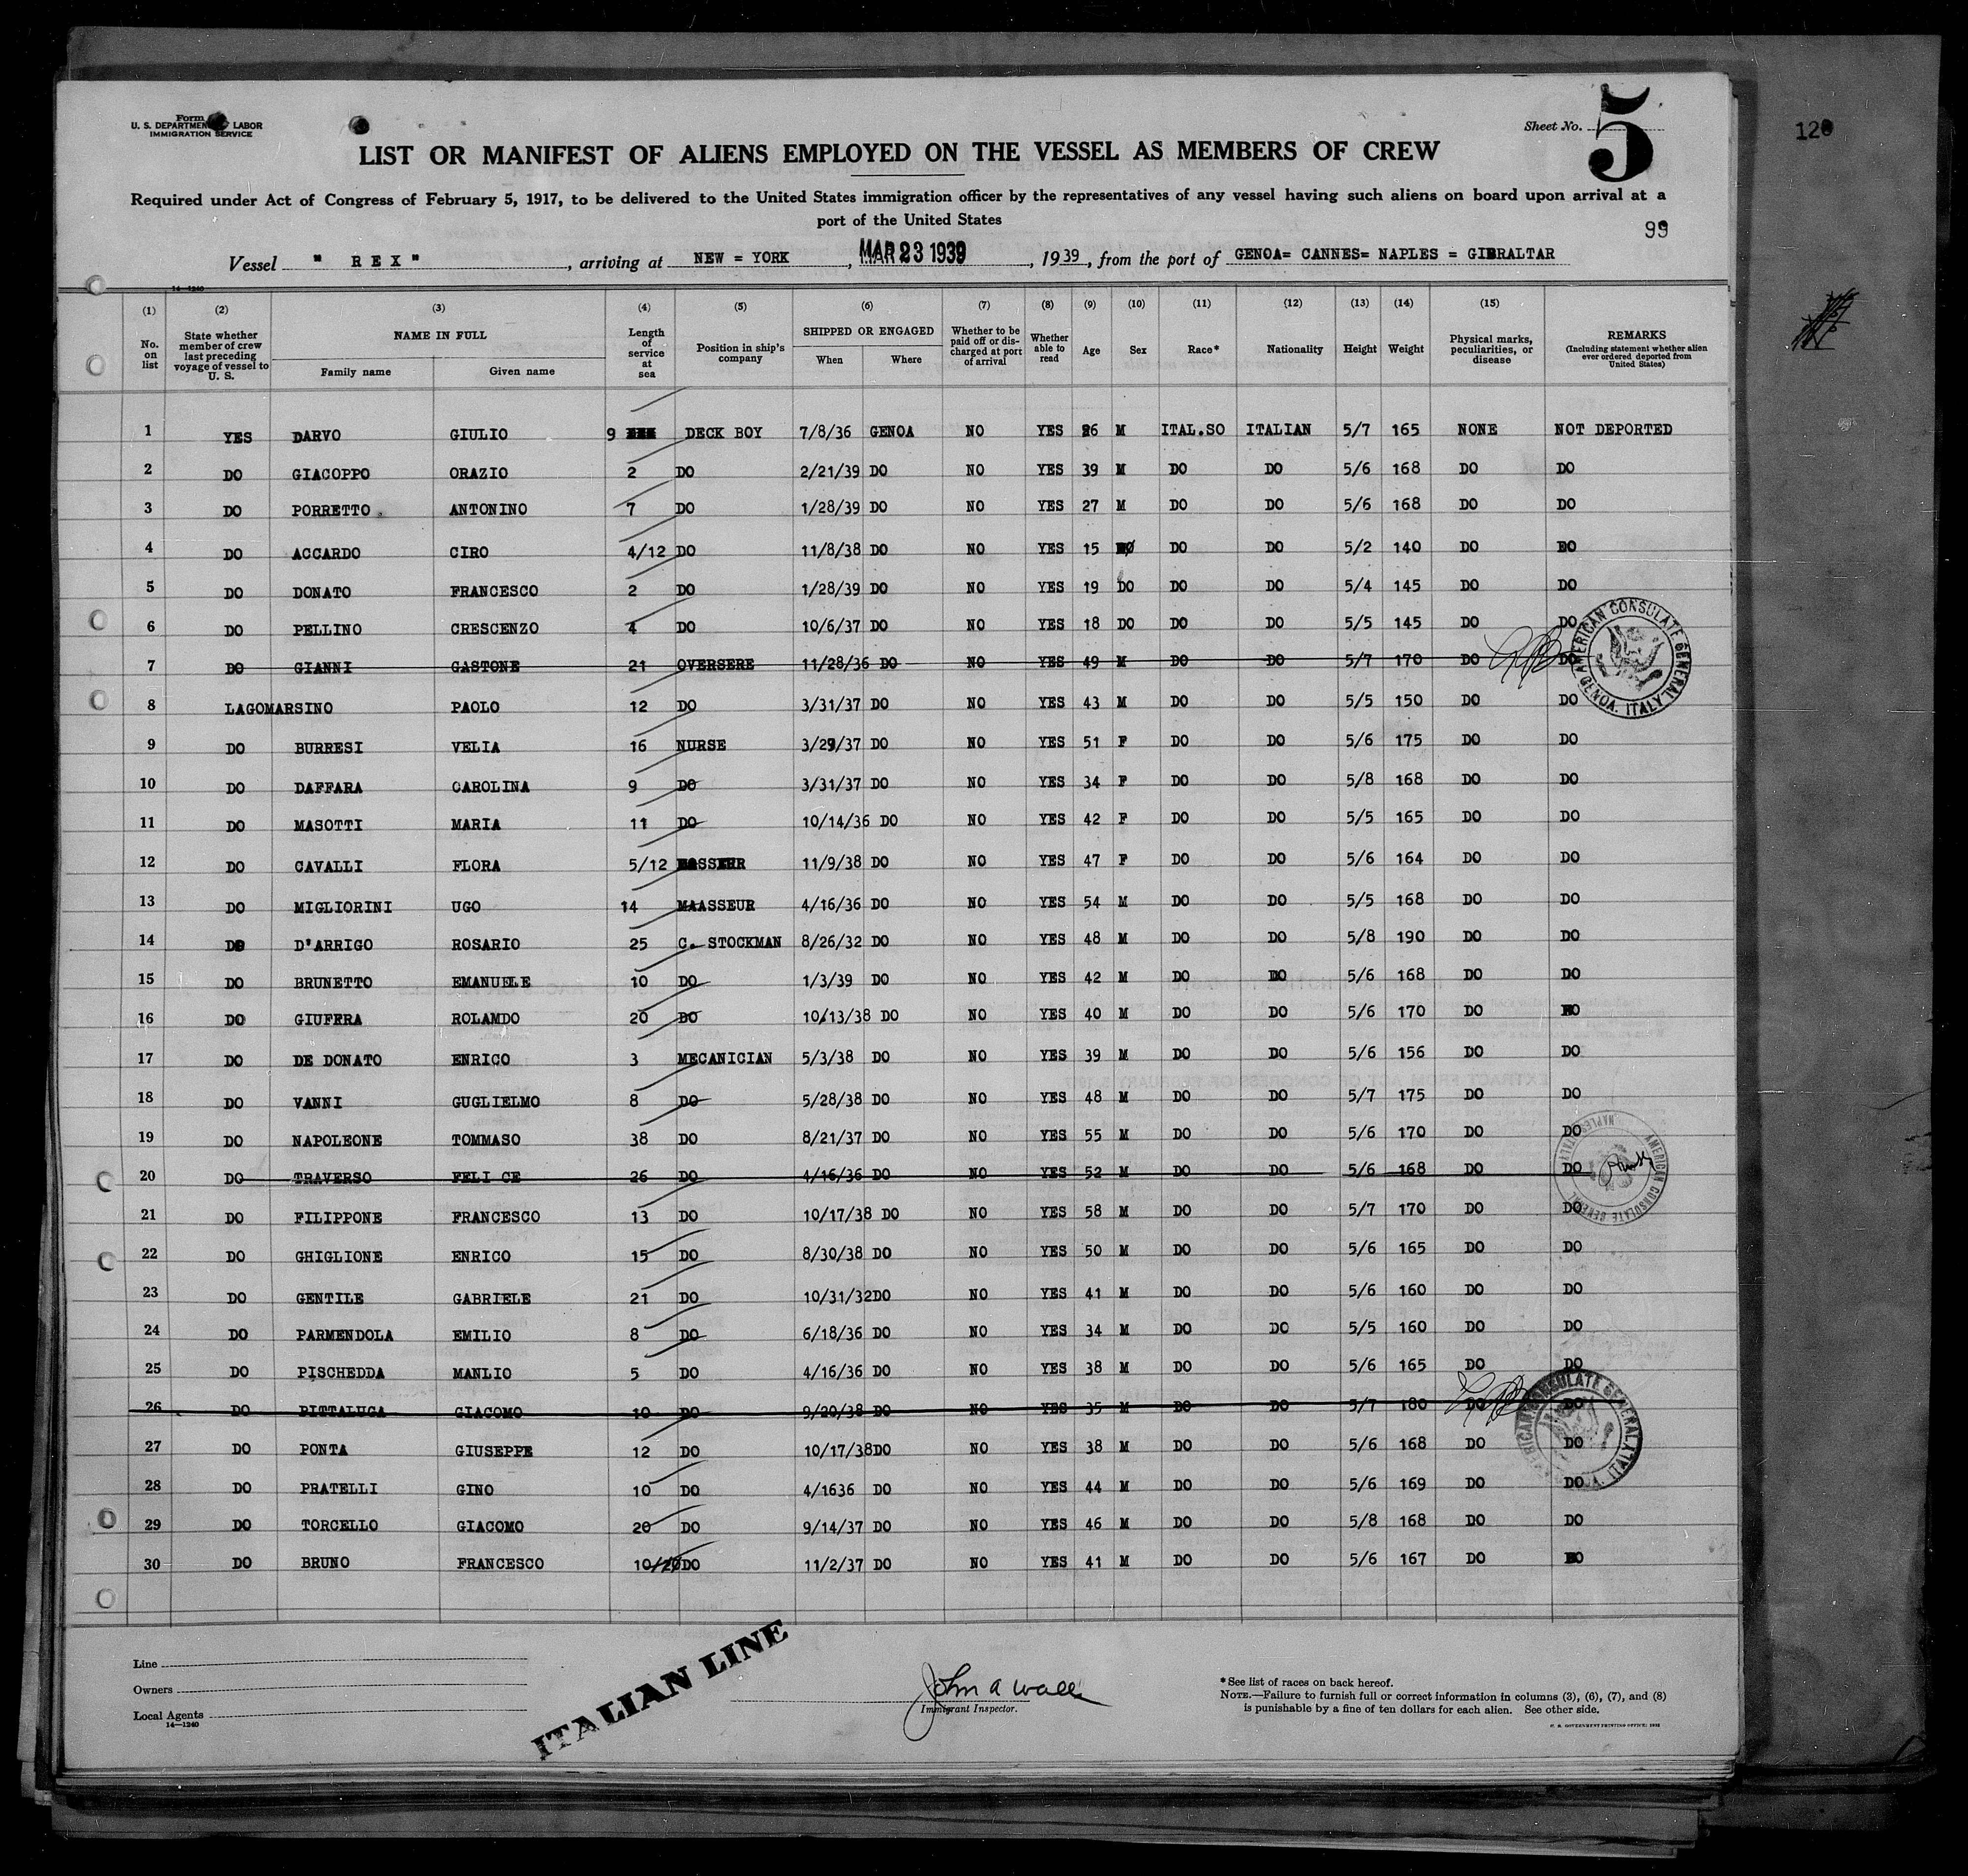 Form
U. S. DEPARTMENT LABOR
IMMIGRATION SERVICE
Sheet No. 5
120
LIST OR MANIFEST OF ALIENS EMPLOYED ON THE VESSEL AS MEMBERS OF CREW
Required under Act of Congress of February 5, 1917, to be delivered to the United States immigration officer by the representatives of any vessel having such aliens on board upon arrival at a
port of the United States
99
Vessel " REX " , arriving at NEW = YORK , MAR 23 1939 , 1939 , from the port of GENOA= CANNES= NAPLES = GIBRALTAR
14—1240
(1) (2) (3) (4) (5) (6) (7) (8) (9) (10) (11) (12) (13) (14) (15)
No. on list State whether member of crew last preceding voyage of vessel to U. S. NAME IN FULL Family name Given name Length of service at sea Position in ship's company SHIPPED OR ENGAGED When Where Whether to be paid off or discharged at port of arrival Whether able to read Age Sex Race* Nationality Height Weight Physical marks, peculiarities, or disease REMARKS (Including statement whether alien ever ordered deported from United States)
1 YES DARVO GIULIO 9 DECK BOY 7/8/36 GENOA NO YES 26 M ITAL.SO ITALIAN 5/7 165 NONE NOT DEPORTED
2 DO GIACOPPO ORAZIO 2 DO 2/21/39 DO NO YES 39 M DO DO 5/6 168 DO DO
3 DO PORRETTO ANTONINO 7 DO 1/28/39 DO NO YES 27 M DO DO 5/6 168 DO DO
4 DO ACCARDO CIRO 4/12 DO 11/8/38 DO NO YES 15 DO DO 5/2 140 DO DO
5 DO DONATO FRANCESCO 2 DO 1/28/39 DO NO YES 19 DO DO DO 5/4 145 DO DO
6 DO PELLINO CRESCENZO 4 DO 10/6/37 DO NO YES 18 DO DO DO 5/5 145 DO DO
7 DO GIANNI GASTONE 21 OVERSERE 11/28/36 DO NO YES 49 M DO DO 5/7 170 DO DO
AMERICAN CONSULATE GENERAL, GENOA, ITALY.
8 LAGOMARSINO PAOLO 12 DO 3/31/37 DO NO YES 43 M DO DO 5/5 150 DO DO
9 DO BURRESI VELIA 16 NURSE 3/29/37 DO NO YES 51 F DO DO 5/6 175 DO DO
10 DO DAFFARA CAROLINA 9 DO 3/31/37 DO NO YES 34 F DO DO 5/8 168 DO DO
11 DO MASOTTI MARIA 11 DO 10/14/36 DO NO YES 42 F DO DO 5/5 165 DO DO
12 DO CAVALLI FLORA 5/12 11/9/38 DO NO YES 47 F DO DO 5/6 164 DO DO
13 DO MIGLIORINI UGO 14 MAASSEUR 4/16/36 DO NO YES 54 M DO DO 5/5 168 DO DO
14 DO D'ARRIGO ROSARIO 25 C. STOCKMAN 8/26/32 DO NO YES 48 M DO DO 5/8 190 DO DO
15 DO BRUNETTO EMANUELE 10 DO 1/3/39 DO NO YES 42 M DO DO 5/6 168 DO DO
16 DO GIUFFRA ROLAMDO 20 DO 10/13/38 DO NO YES 40 M DO DO 5/6 170 DO DO
17 DO DE DONATO ENRICO 3 MECANICIAN 5/3/38 DO NO YES 39 M DO DO 5/6 156 DO DO
18 DO VANNI GUGLIELMO 8 DO 5/28/38 DO NO YES 48 M DO DO 5/7 175 DO DO
19 DO NAPOLEONE TOMMASO 38 DO 8/21/37 DO NO YES 55 M DO DO 5/6 170 DO DO
20 DO TRAVERSO FELI CE 26 DO 4/16/36 DO NO YES 52 M DO DO 5/6 168 DO DO
AMERICAN CONSULATE GENERAL NAPLES ITALY
21 DO FILIPPONE FRANCESCO 13 DO 10/17/38 DO NO YES 58 M DO DO 5/7 170 DO DO
22 DO GHIGLIONE ENRICO 15 DO 8/30/38 DO NO YES 50 M DO DO 5/6 165 DO DO
23 DO GENTILE GABRIELE 21 DO 10/31/32DO NO YES 41 M DO DO 5/6 160 DO DO
24 DO PARMENDOLA EMILIO 8 DO 6/18/36 DO NO YES 34 M DO DO 5/5 160 DO DO
25 DO PISCHEDDA MANLIO 5 DO 4/16/36 DO NO YES 38 M DO DO 5/6 165 DO DO
26 DO PITTALUGA GIACOMO 10 DO 9/20/38 DO NO YES 35 M DO DO 5/7 180 DO DO
CONSULATE GENERAL, ITALY.
27 DO PONTA GIUSEPPE 12 DO 10/17/38DO NO YES 38 M DO DO 5/6 168 DO DO
28 DO PRATELLI GINO 10 DO 4/1636 DO NO YES 44 M DO DO 5/6 169 DO DO
29 DO TORCELLO GIACOMO 20 DO 9/14/37 DO NO YES 46 M DO DO 5/8 168 DO DO
30 DO BRUNO FRANCESCO DO 11/2/37 DO NO YES 41 M DO DO 5/6 167 DO DO
Line
Owners
Local Agents
14—1240
ITALIAN LINE
John A Wall
Immigrant Inspector.
*See list of races on back hereof.
NOTE.—Failure to furnish full or correct information in columns (3), (6), (7), and (8)
is punishable by a fine of ten dollars for each alien. See other side.
U. S. GOVERNMENT PRINTING OFFICE: 1932